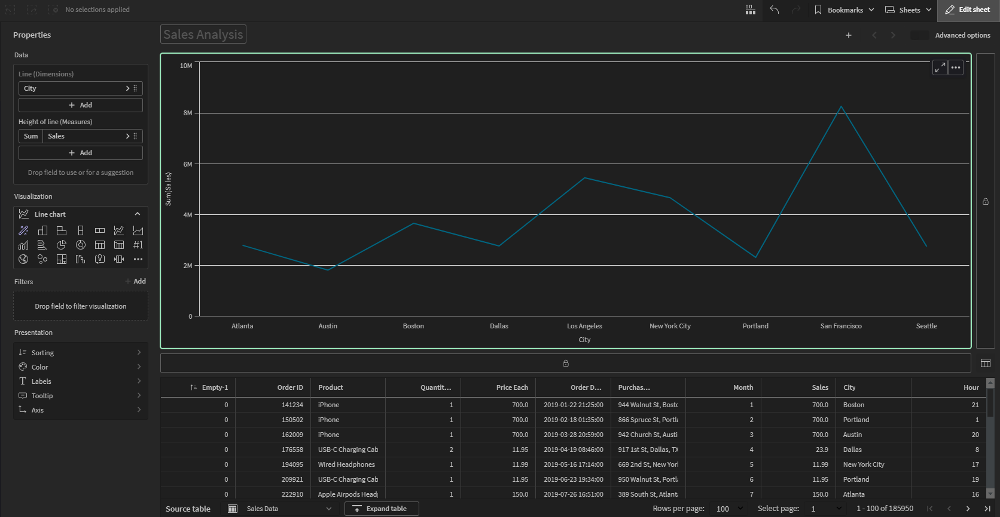 No selections applied
Bookmarks Sheets Edit sheet
Properties
Sales Analysis
Advanced options
Data
Line (Dimensions)
City
Add
Height of line (Measures)
Sum Sales
Add
Drop field to use or for a suggestion
Visualization
Line chart
#1
Filters Add
Drop field to filter visualization
Presentation
Sorting
Color
Labels
Tooltip
Axis
10M
8M
6M
4M
2M
0
Sum(Sales)
Atlanta Austin Boston Dallas Los Angeles New York City Portland San Francisco Seattle
City
Empty-1 Order ID Product Quantit... Price Each Order D... Purchas... Month Sales City Hour
0 141234 iPhone 1 700.0 2019-01-22 21:25:00 944 Walnut St, Bosto 1 700.0 Boston 21
0 150502 iPhone 1 700.0 2019-02-18 01:35:00 866 Spruce St, Portla 2 700.0 Portland 1
0 162009 iPhone 1 700.0 2019-03-28 20:59:00 942 Church St, Austi 3 700.0 Austin 20
0 176558 USB-C Charging Cab 2 11.95 2019-04-19 08:46:00 917 1st St, Dallas, TX 4 23.9 Dallas 8
0 194095 Wired Headphones 1 11.99 2019-05-16 17:14:00 669 2nd St, New Yorl 5 11.99 New York City 17
0 209921 USB-C Charging Cab 1 11.95 2019-06-23 19:34:00 950 Walnut St, Portla 6 11.95 Portland 19
0 222910 Apple Airpods Head 1 150.0 2019-07-26 16:51:00 389 South St, Atlanta 7 150.0 Atlanta 16
Source table Sales Data Expand table Rows per page: 100 Select page: 1 1 - 100 of 185950